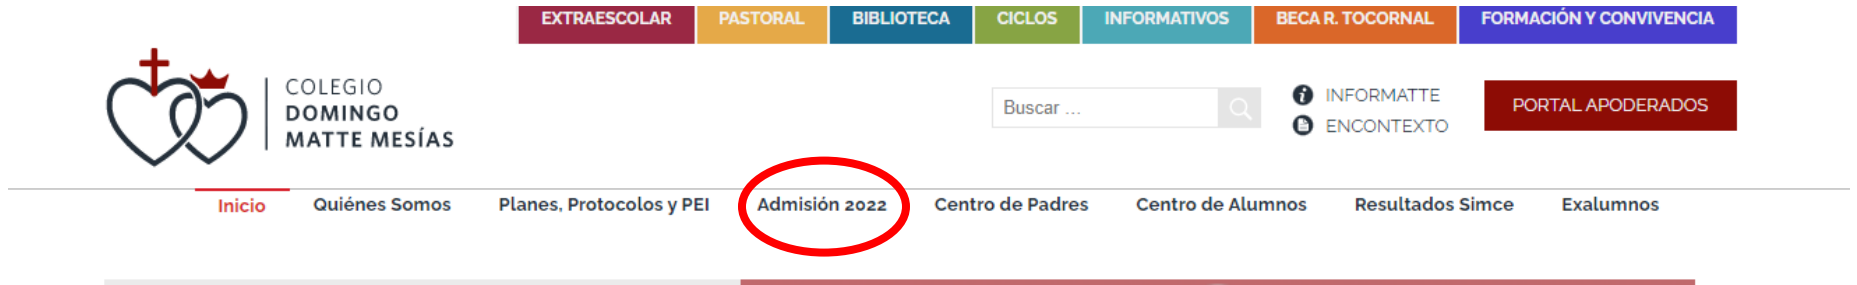 EXTRAESCOLAR PASTORAL BIBLIOTECA CICLOS INFORMATIVOS BECA R. TOCORNAL FORMACIÓN Y CONVIVENCIA
COLEGIO
DOMINGO
MATTE MESÍAS
Buscar ...
INFORMATTE
ENCONTEXTO
PORTAL APODERADOS
Inicio Quiénes Somos Planes, Protocolos y PEI Admisión 2022 Centro de Padres Centro de Alumnos Resultados Simce Exalumnos